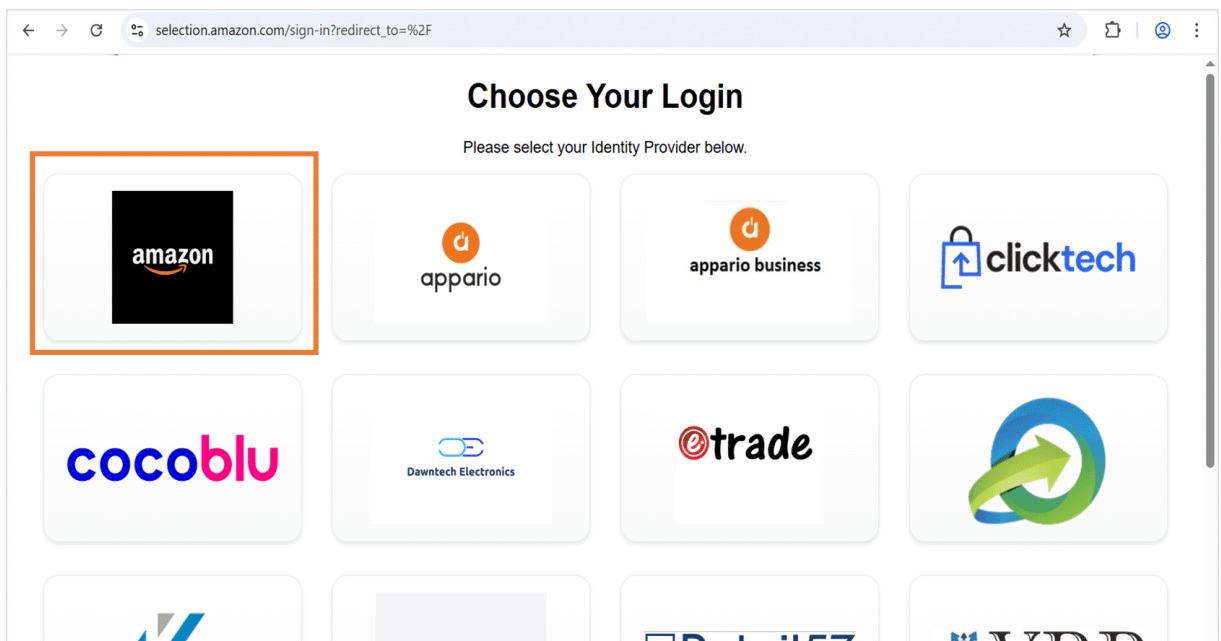 selection.amazon.com/sign-in?redirect_to=%2F
Choose Your Login
Please select your Identity Provider below.
amazon
appario
appario business
clicktech
cocoblu
Dawntech Electronics
etrade